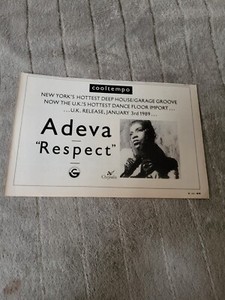 cooltempo
NEW YORK'S HOTTEST DEEP HOUSE/GARAGE GROOVE
NOW THE U.K.'S HOTTEST DANCE FLOOR IMPORT...
...U.K. RELEASE, JANUARY 3rd 1989...
Adeva
"Respect"
Chrysalis